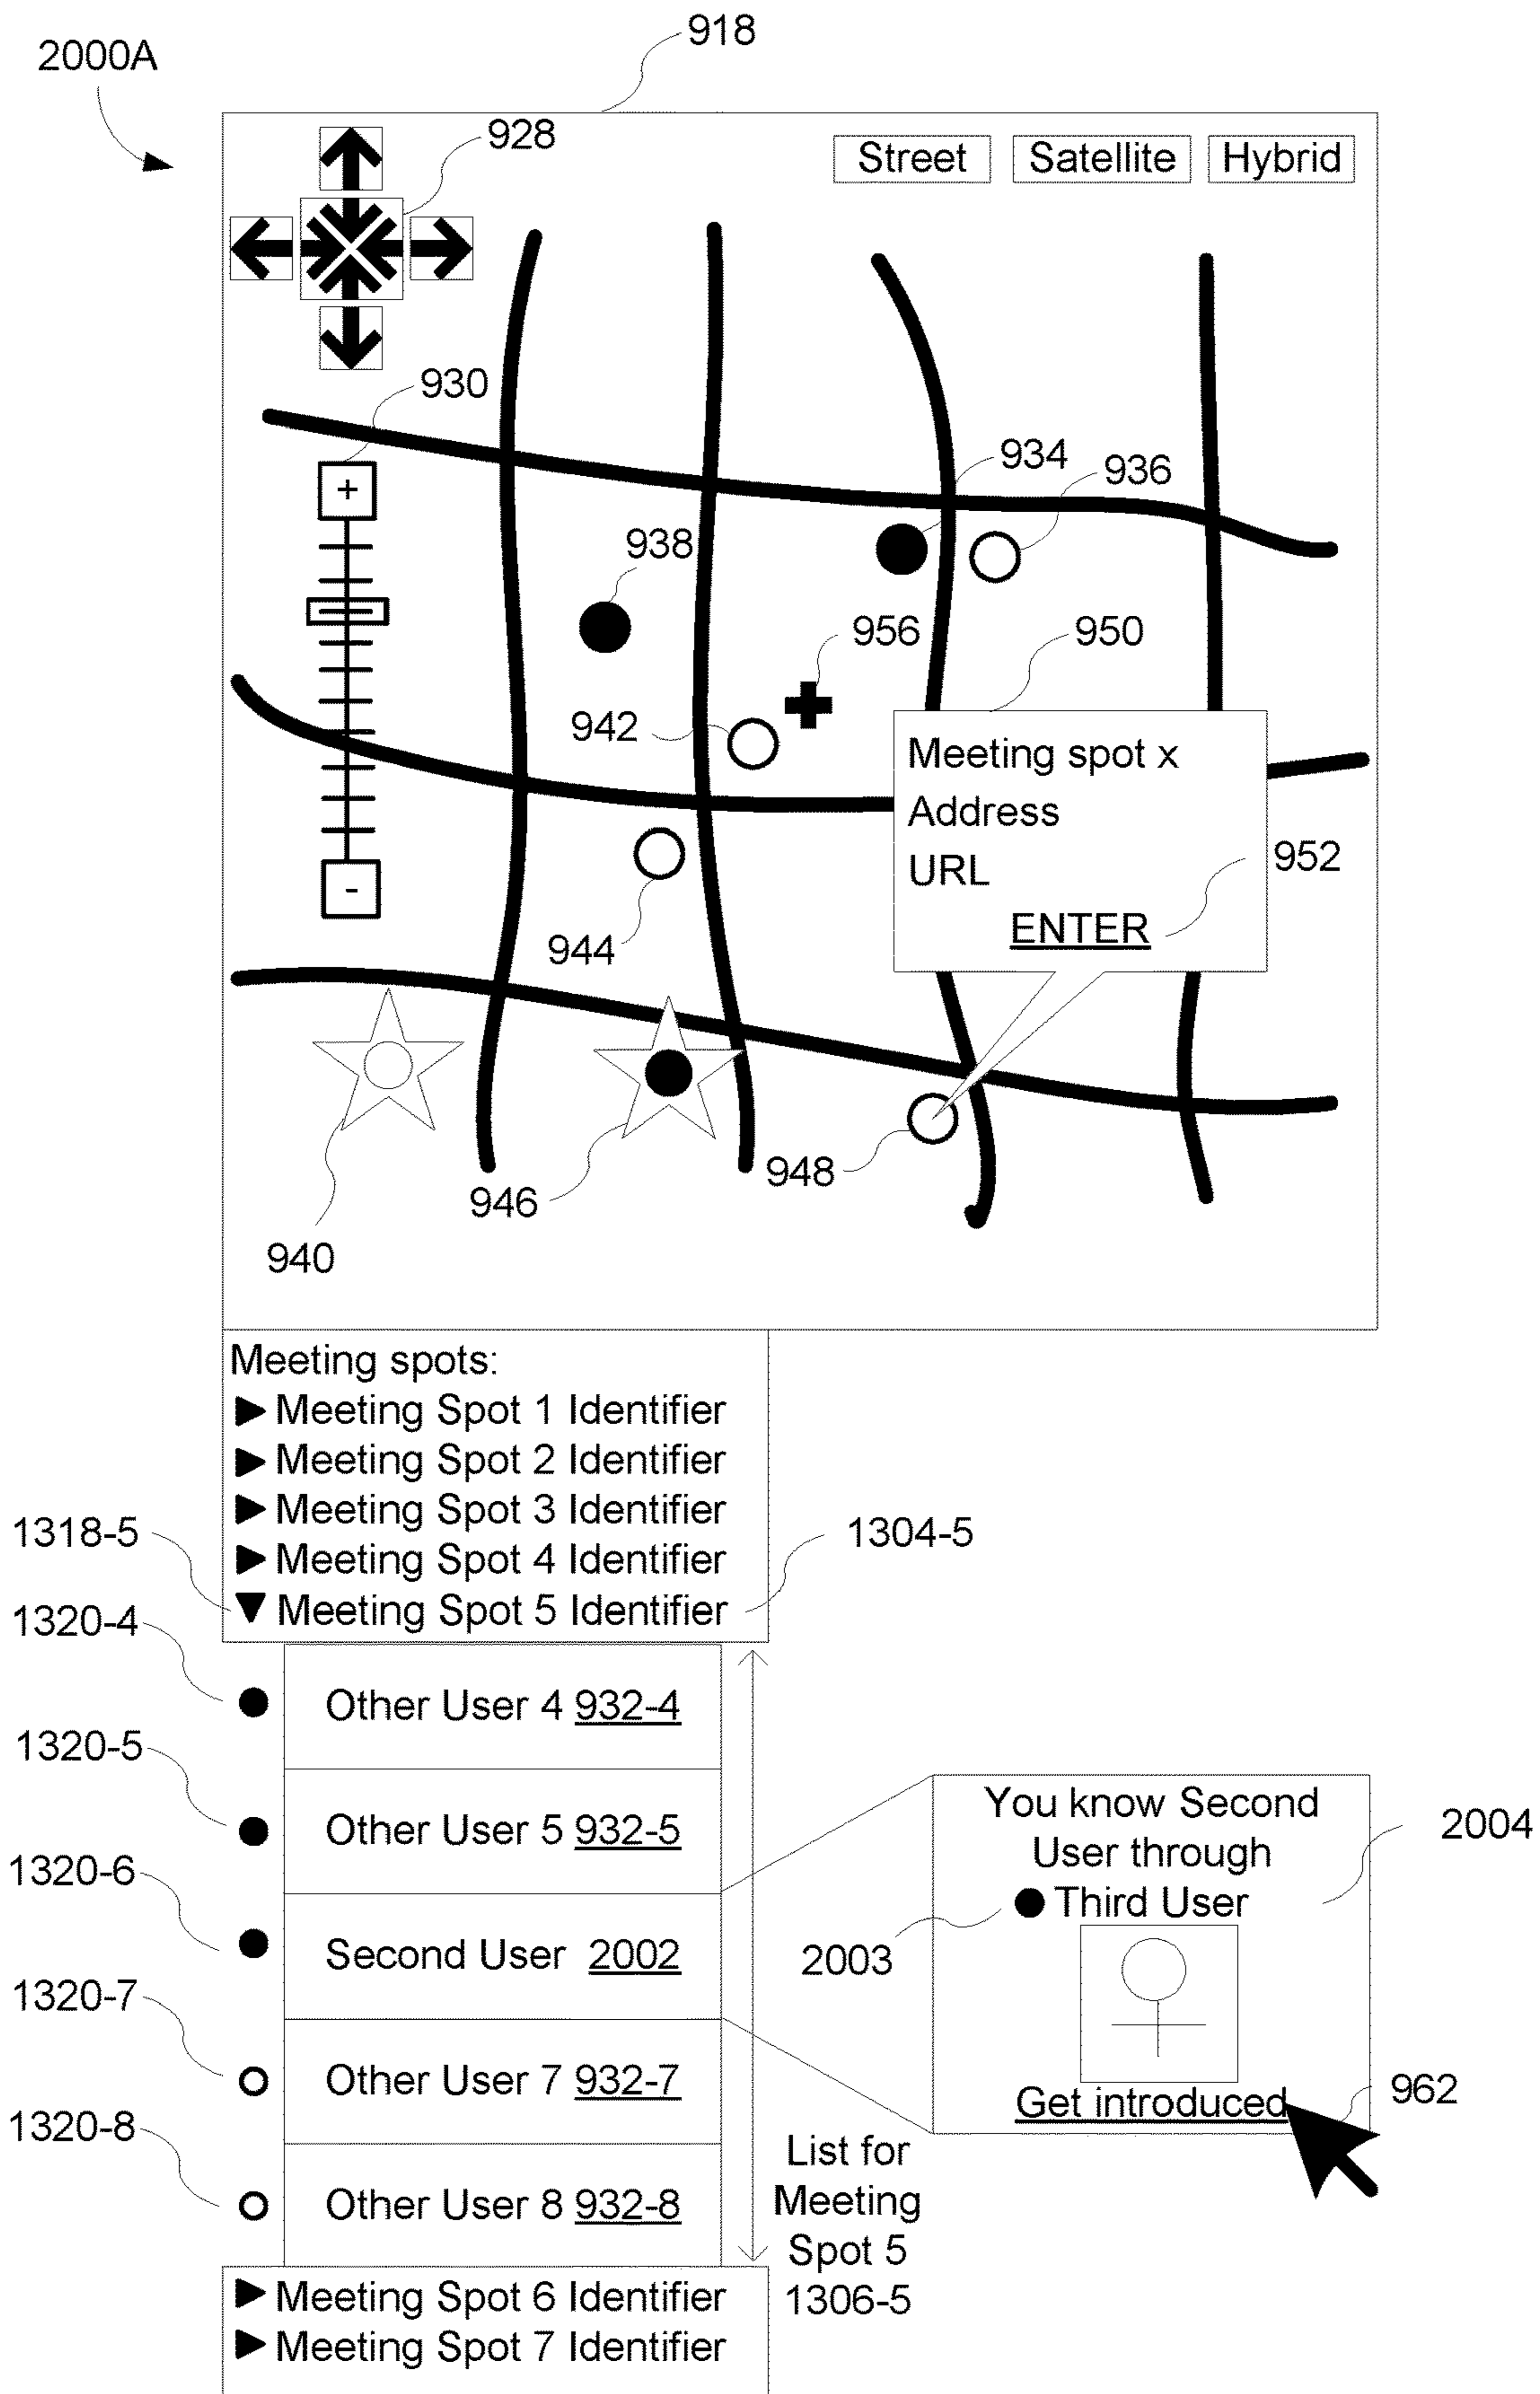 918
2000A
928
Street
Satellite
Hybrid
930
+
934
936
938
956
950
942
Meeting spot x
Address
URL
952
ENTER
-
944
948
946
940
Meeting spots:
Meeting Spot 1 Identifier
Meeting Spot 2 Identifier
Meeting Spot 3 Identifier
1318-5
1304-5
Meeting Spot 4 Identifier
Meeting Spot 5 Identifier
1320-4
Other User 4 932-4
1320-5
Other User 5 932-5
1320-6
Second User 2002
1320-7
Other User 7 932-7
1320-8
Other User 8 932-8
You know Second
User through
Third User
2004
2003
Get introduced
962
List for
Meeting
Spot 5
1306-5
Meeting Spot 6 Identifier
Meeting Spot 7 Identifier